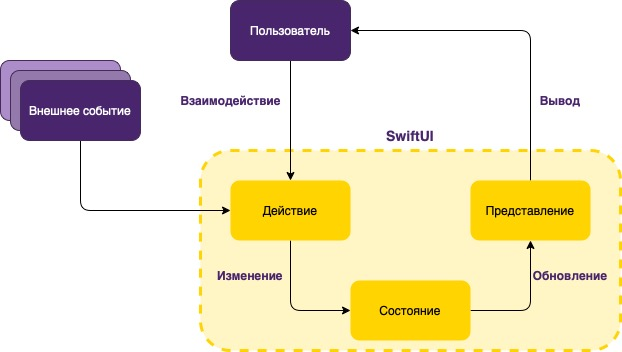 Пользователь
Внешнее событие
Взаимодействие
Вывод
SwiftUI
Действие
Представление
Изменение
Обновление
Состояние